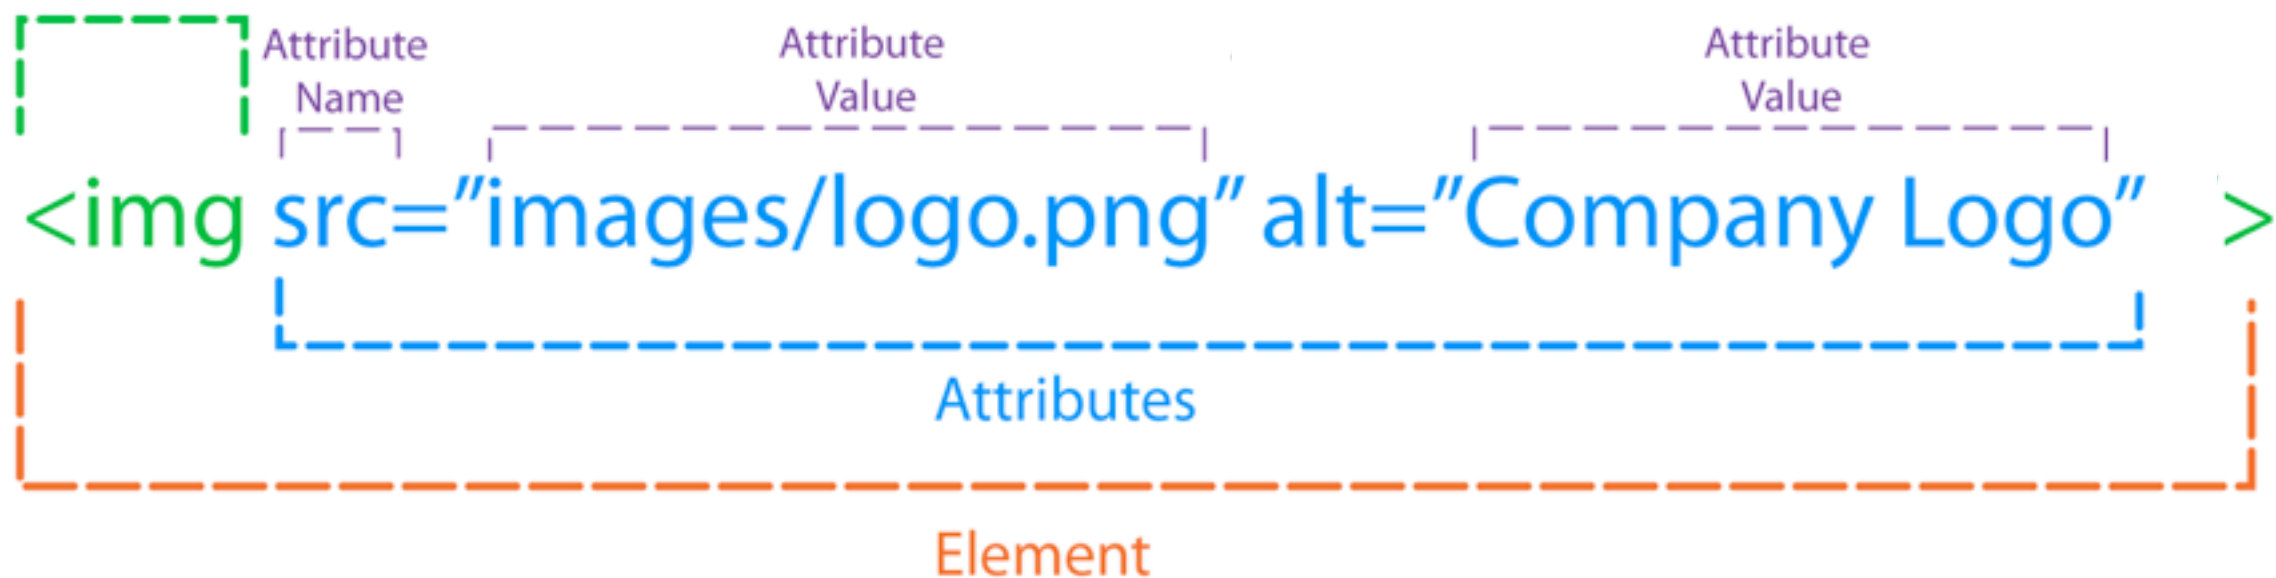 Attribute Name
Attribute Value
Attribute Value
<img src=”images/logo.png” alt=”Company Logo” >
Attributes
Element